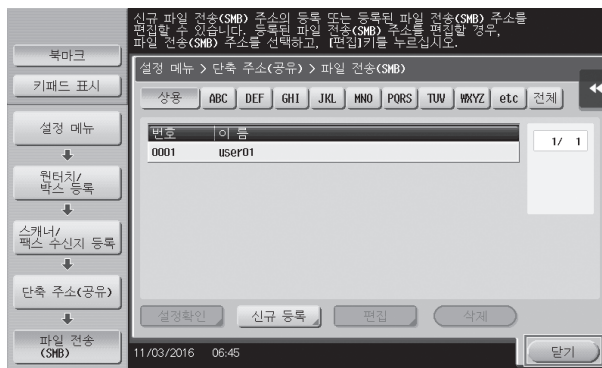 신규 파일 전송(SMB) 주소의 등록 또는 등록된 파일 전송(SMB) 주소를
편집할 수 있습니다. 등록된 파일 전송(SMB) 주소를 편집할 경우,
파일 전송(SMB) 주소를 선택하고, [편집]키를 누르십시오.
북마크
키패드 표시
설정 메뉴
원터치/
박스 등록
스캐너/
팩스 수신지 등록
단축 주소(공유)
파일 전송
(SMB)
설정 메뉴 > 단축 주소(공유) > 파일 전송(SMB)
상용 ABC DEF GHI JKL MNO PQRS TUV WXYZ etc 전체
번호 이 름
0001 user01
1/ 1
설정확인 신규 등록 편집 삭제
11/03/2016 06:45
닫기